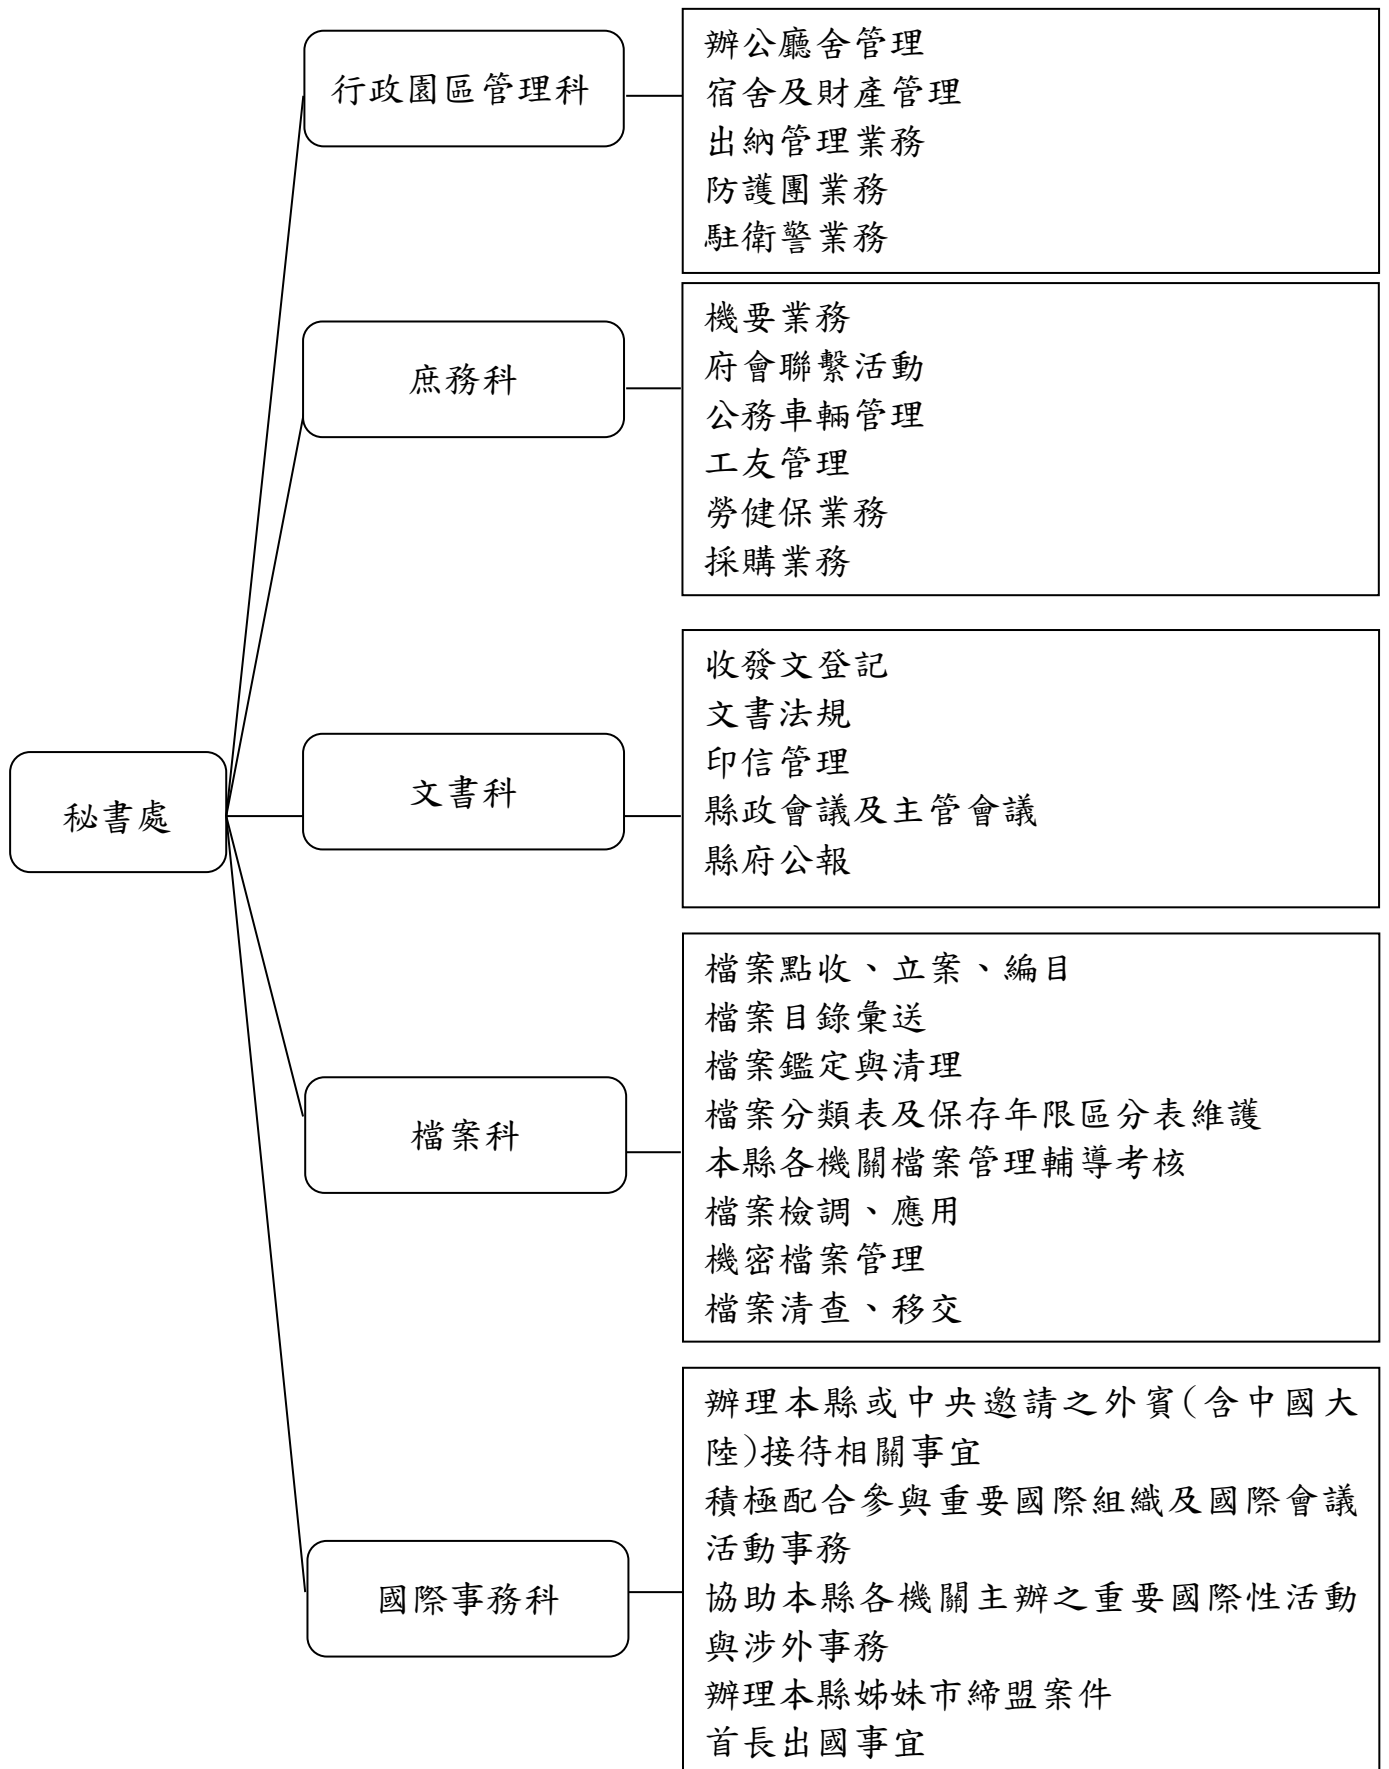 行政園區管理科
辦公廳舍管理
宿舍及財產管理
出納管理業務
防護團業務
駐衛警業務
庶務科
機要業務
府會聯繫活動
公務車輛管理
工友管理
勞健保業務
採購業務
秘書處
文書科
收發文登記
文書法規
印信管理
縣政會議及主管會議
縣府公報
檔案科
檔案點收、立案、編目
檔案目錄彙送
檔案鑑定與清理
檔案分類表及保存年限區分表維護
本縣各機關檔案管理輔導考核
檔案檢調、應用
機密檔案管理
檔案清查、移交
國際事務科
辦理本縣或中央邀請之外賓(含中國大
陸)接待相關事宜
積極配合參與重要國際組織及國際會議
活動事務
協助本縣各機關主辦之重要國際性活動
與涉外事務
辦理本縣姊妹市締盟案件
首長出國事宜